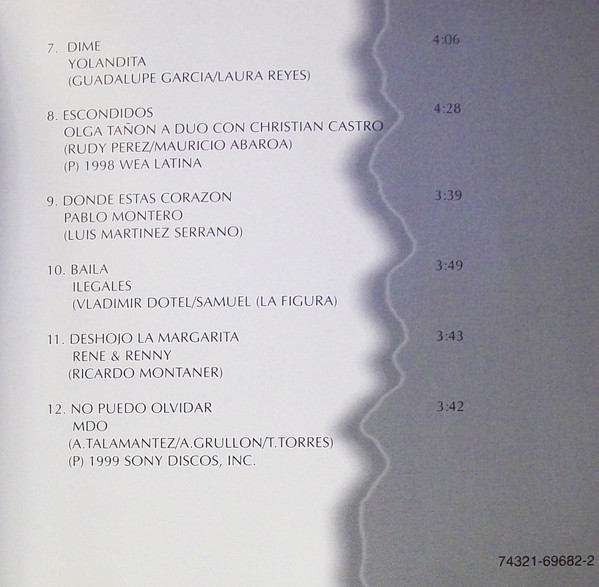 7. DIME 4:06
YOLANDITA
(GUADALUPE GARCIA/LAURA REYES)
8. ESCONDIDOS 4:28
OLGA TAÑON A DUO CON CHRISTIAN CASTRO
(RUDY PEREZ/MAURICIO ABAROA)
(P) 1998 WEA LATINA
9. DONDE ESTAS CORAZON 3:39
PABLO MONTERO
(LUIS MARTINEZ SERRANO)
10. BAILA 3:49
ILEGALES
(VLADIMIR DOTEL/SAMUEL (LA FIGURA)
11. DESHOJO LA MARGARITA 3:43
RENE & RENNY
(RICARDO MONTANER)
12. NO PUEDO OLVIDAR 3:42
MDO
(A.TALAMANTEZ/A.GRULLON/T.TORRES)
(P) 1999 SONY DISCOS, INC.
74321-69682-2